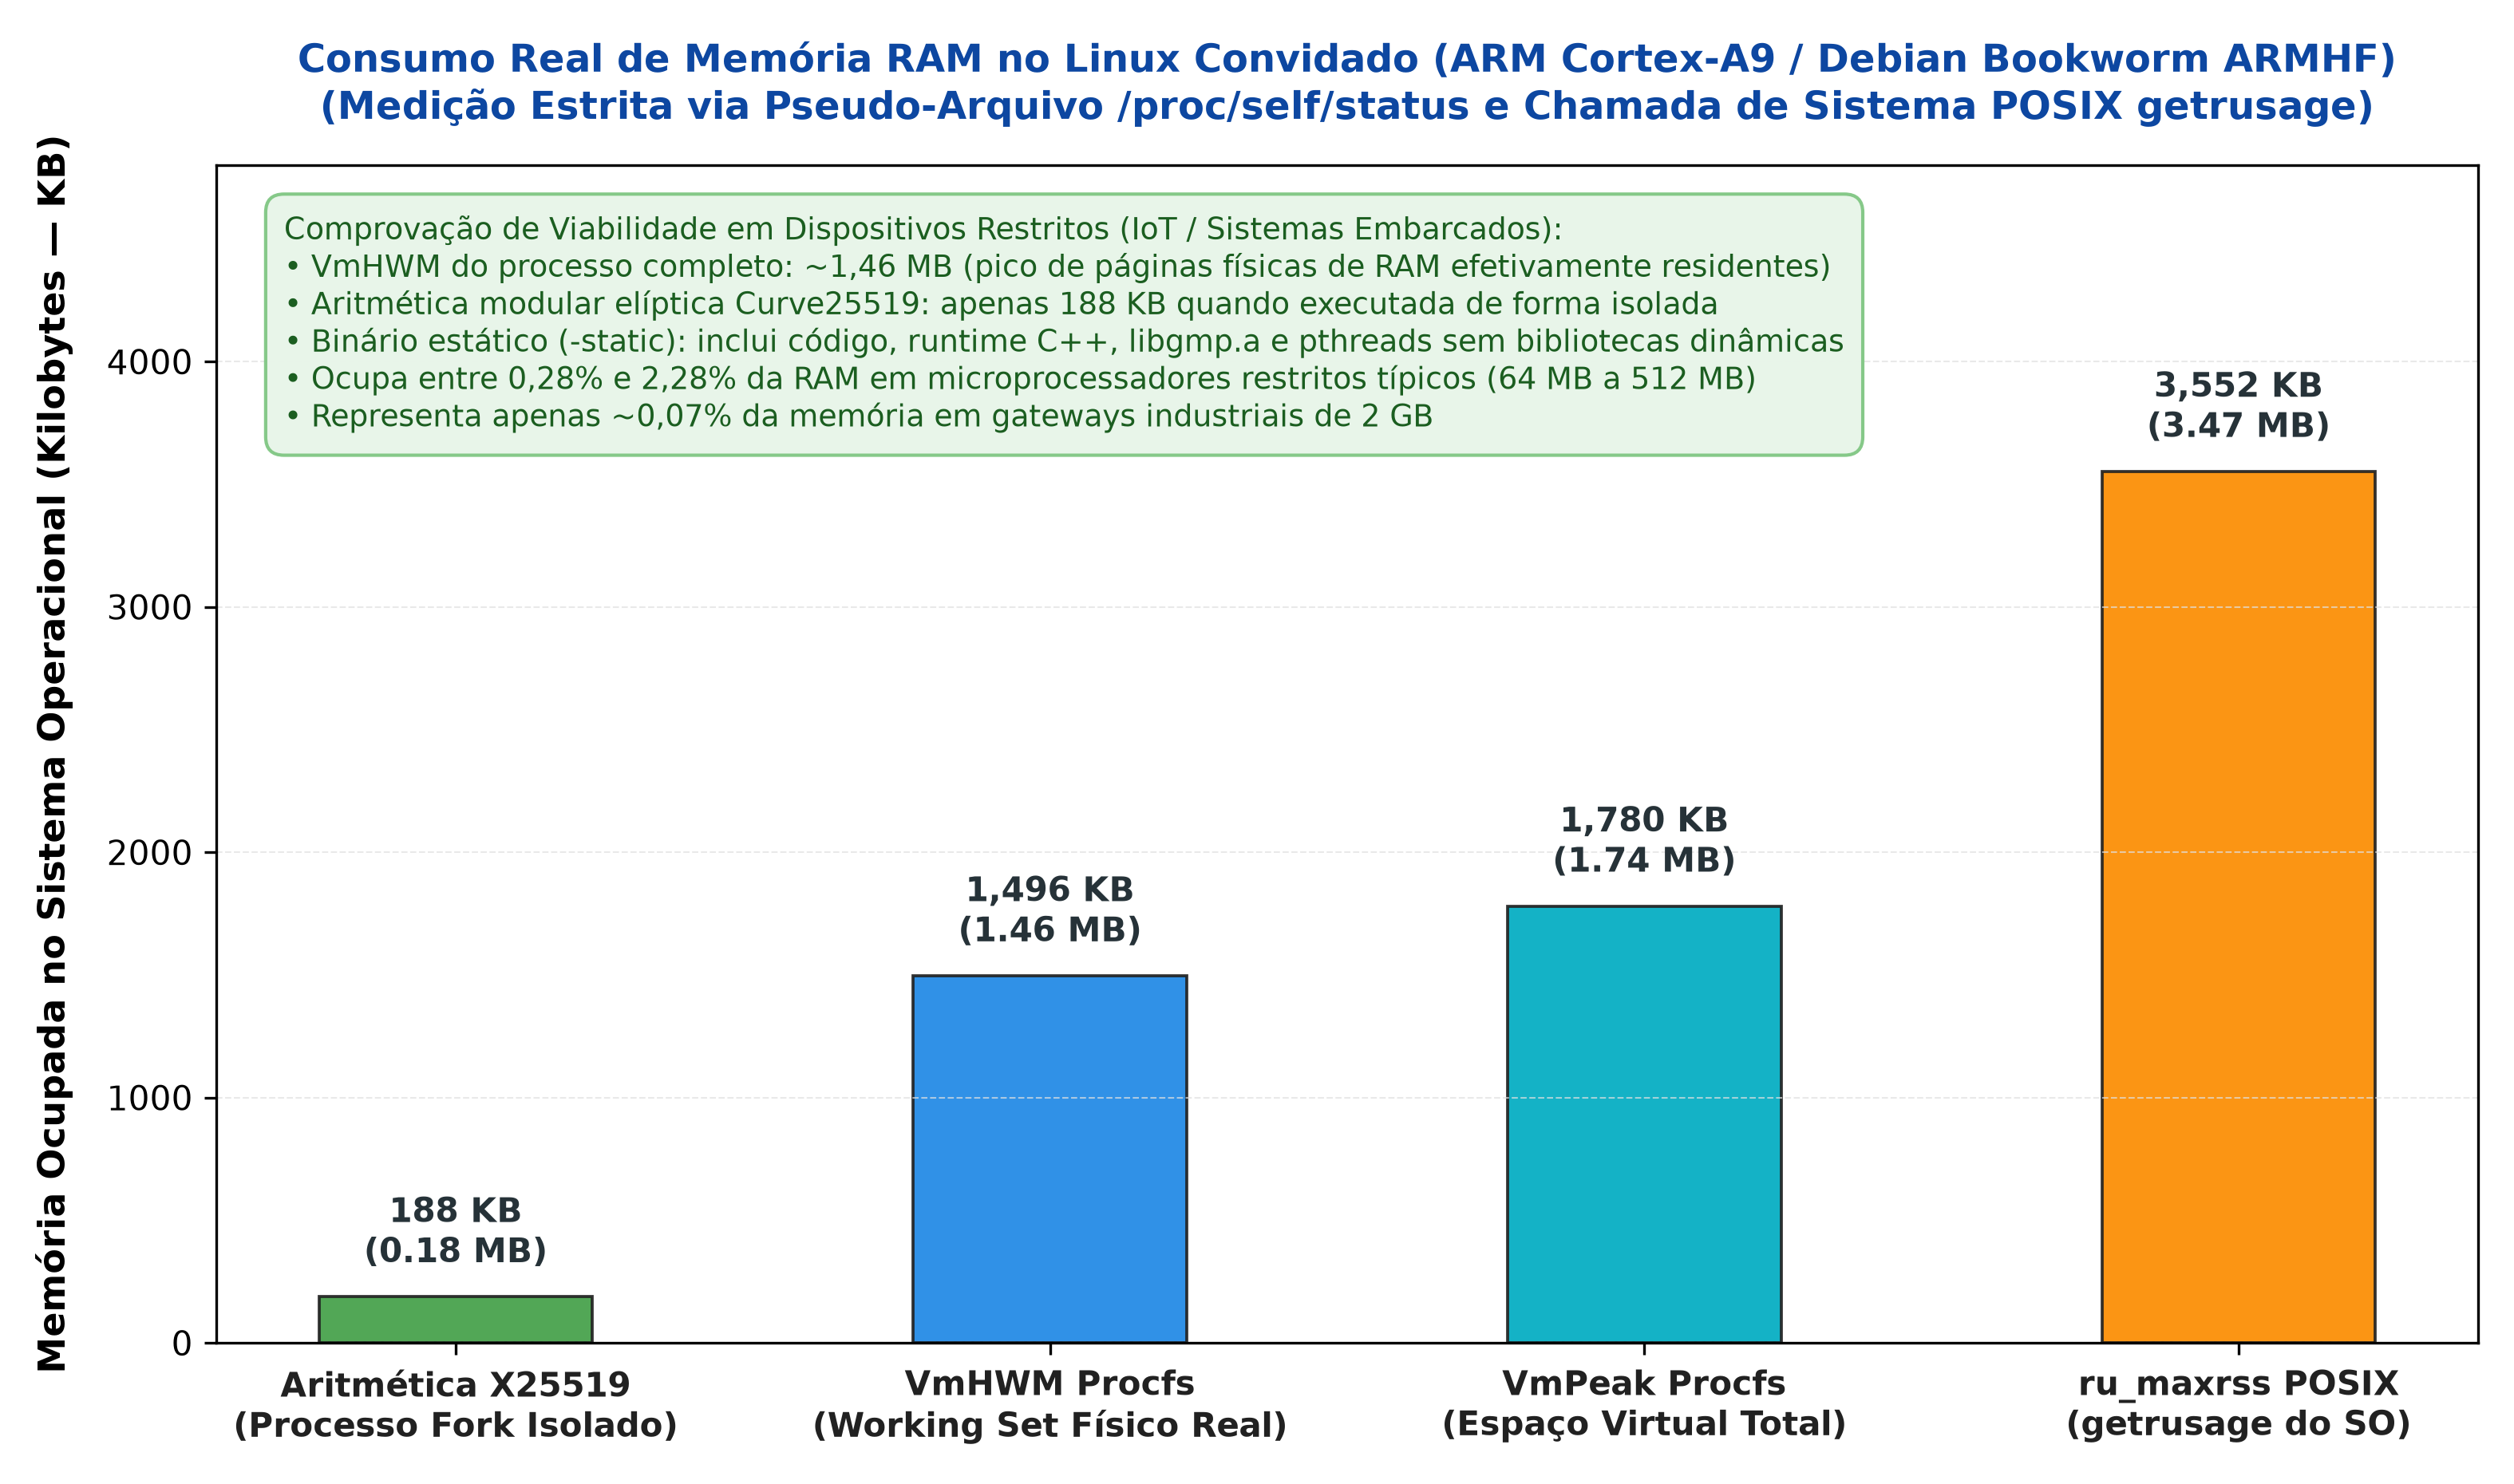 Consumo Real de Memória RAM no Linux Convidado (ARM Cortex-A9 / Debian Bookworm ARMHF)
(Medição Estrita via Pseudo-Arquivo /proc/self/status e Chamada de Sistema POSIX getrusage)
Memória Ocupada no Sistema Operacional (Kilobytes — KB)
Comprovação de Viabilidade em Dispositivos Restritos (IoT / Sistemas Embarcados):
• VmHWM do processo completo: ~1,46 MB (pico de páginas físicas de RAM efetivamente residentes)
• Aritmética modular elíptica Curve25519: apenas 188 KB quando executada de forma isolada
• Binário estático (-static): inclui código, runtime C++, libgmp.a e pthreads sem bibliotecas dinâmicas
• Ocupa entre 0,28% e 2,28% da RAM em microprocessadores restritos típicos (64 MB a 512 MB)
• Representa apenas ~0,07% da memória em gateways industriais de 2 GB
4000
3000
2000
1000
0
188 KB
(0.18 MB)
1,496 KB
(1.46 MB)
1,780 KB
(1.74 MB)
3,552 KB
(3.47 MB)
Aritmética X25519
(Processo Fork Isolado)
VmHWM Procfs
(Working Set Físico Real)
VmPeak Procfs
(Espaço Virtual Total)
ru_maxrss POSIX
(getrusage do SO)